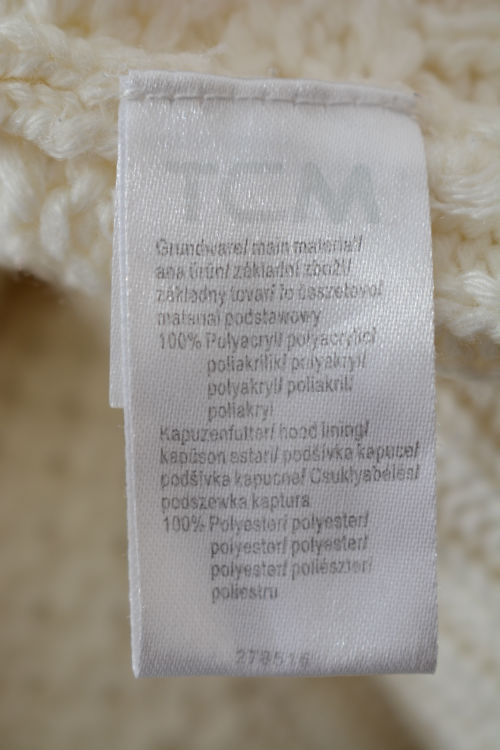 TCM
Grundware/ main material/
ana ürün/ základní zboží/
základný tovar/ fő összetevő/
materiał podstawowy
100% Polyacryl/ polyacrylic/
poliakrilik/ polyakryl/
polyakryl/ poliakril/
poliakryl
Kapuzenfutter/ hood lining/
kapüson astarı/ podšívka kapuce/
podšívka kapucne/ Csuklyabélés/
podszewka kaptura
100% Polyester/ polyester/
polyester/ polyester/
polyester/ poliészter/
poliestru